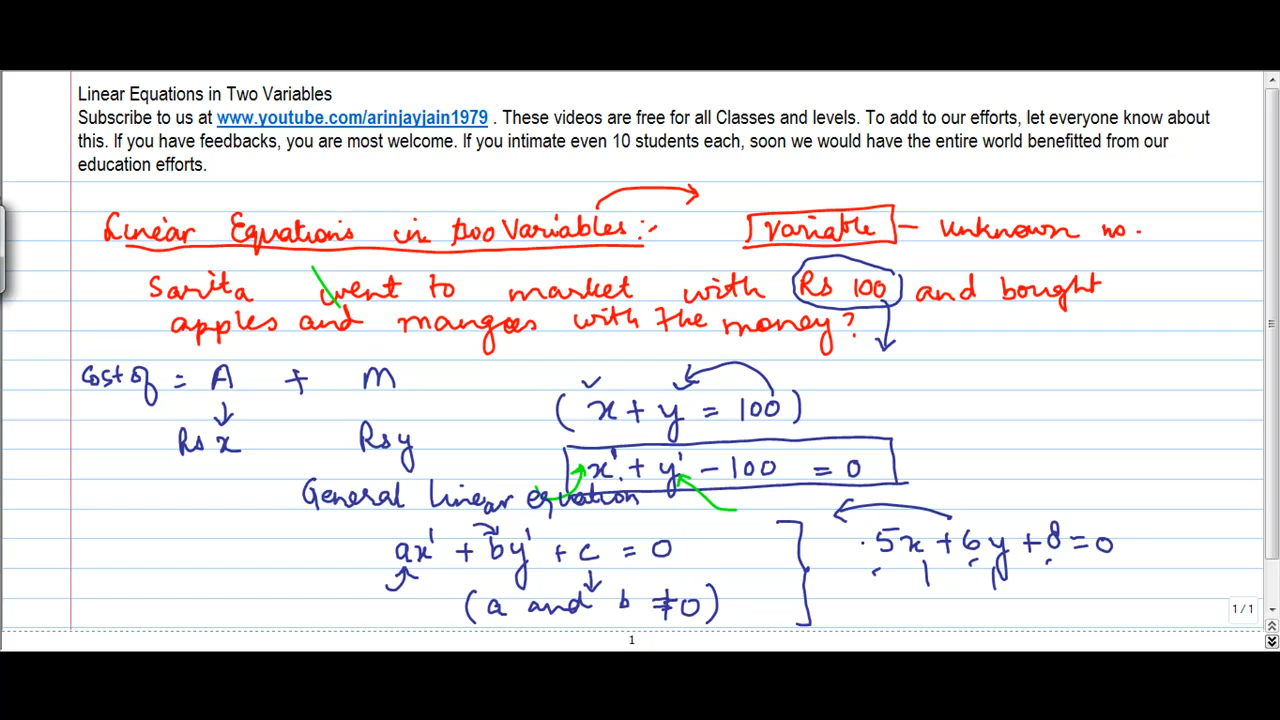 Linear Equations in Two Variables
Subscribe to us at www.youtube.com/arinjayjain1979 . These videos are free for all Classes and levels. To add to our efforts, let everyone know about
this. If you have feedbacks, you are most welcome. If you intimate even 10 students each, soon we would have the entire world benefitted from our
education efforts.
Linear Equations in two Variables :- Variable - Unknown no.
Sarita went to market with Rs 100 and bought
apples and mangoes with the money?
Cost of = A + M
(x + y = 100)
Rs x Rs y
x¹ + y¹ - 100 = 0
General linear equation
ax¹ + by¹ + c = 0
.5x + 6y + 8 = 0
(a and b ≠ 0)
1 / 1
1